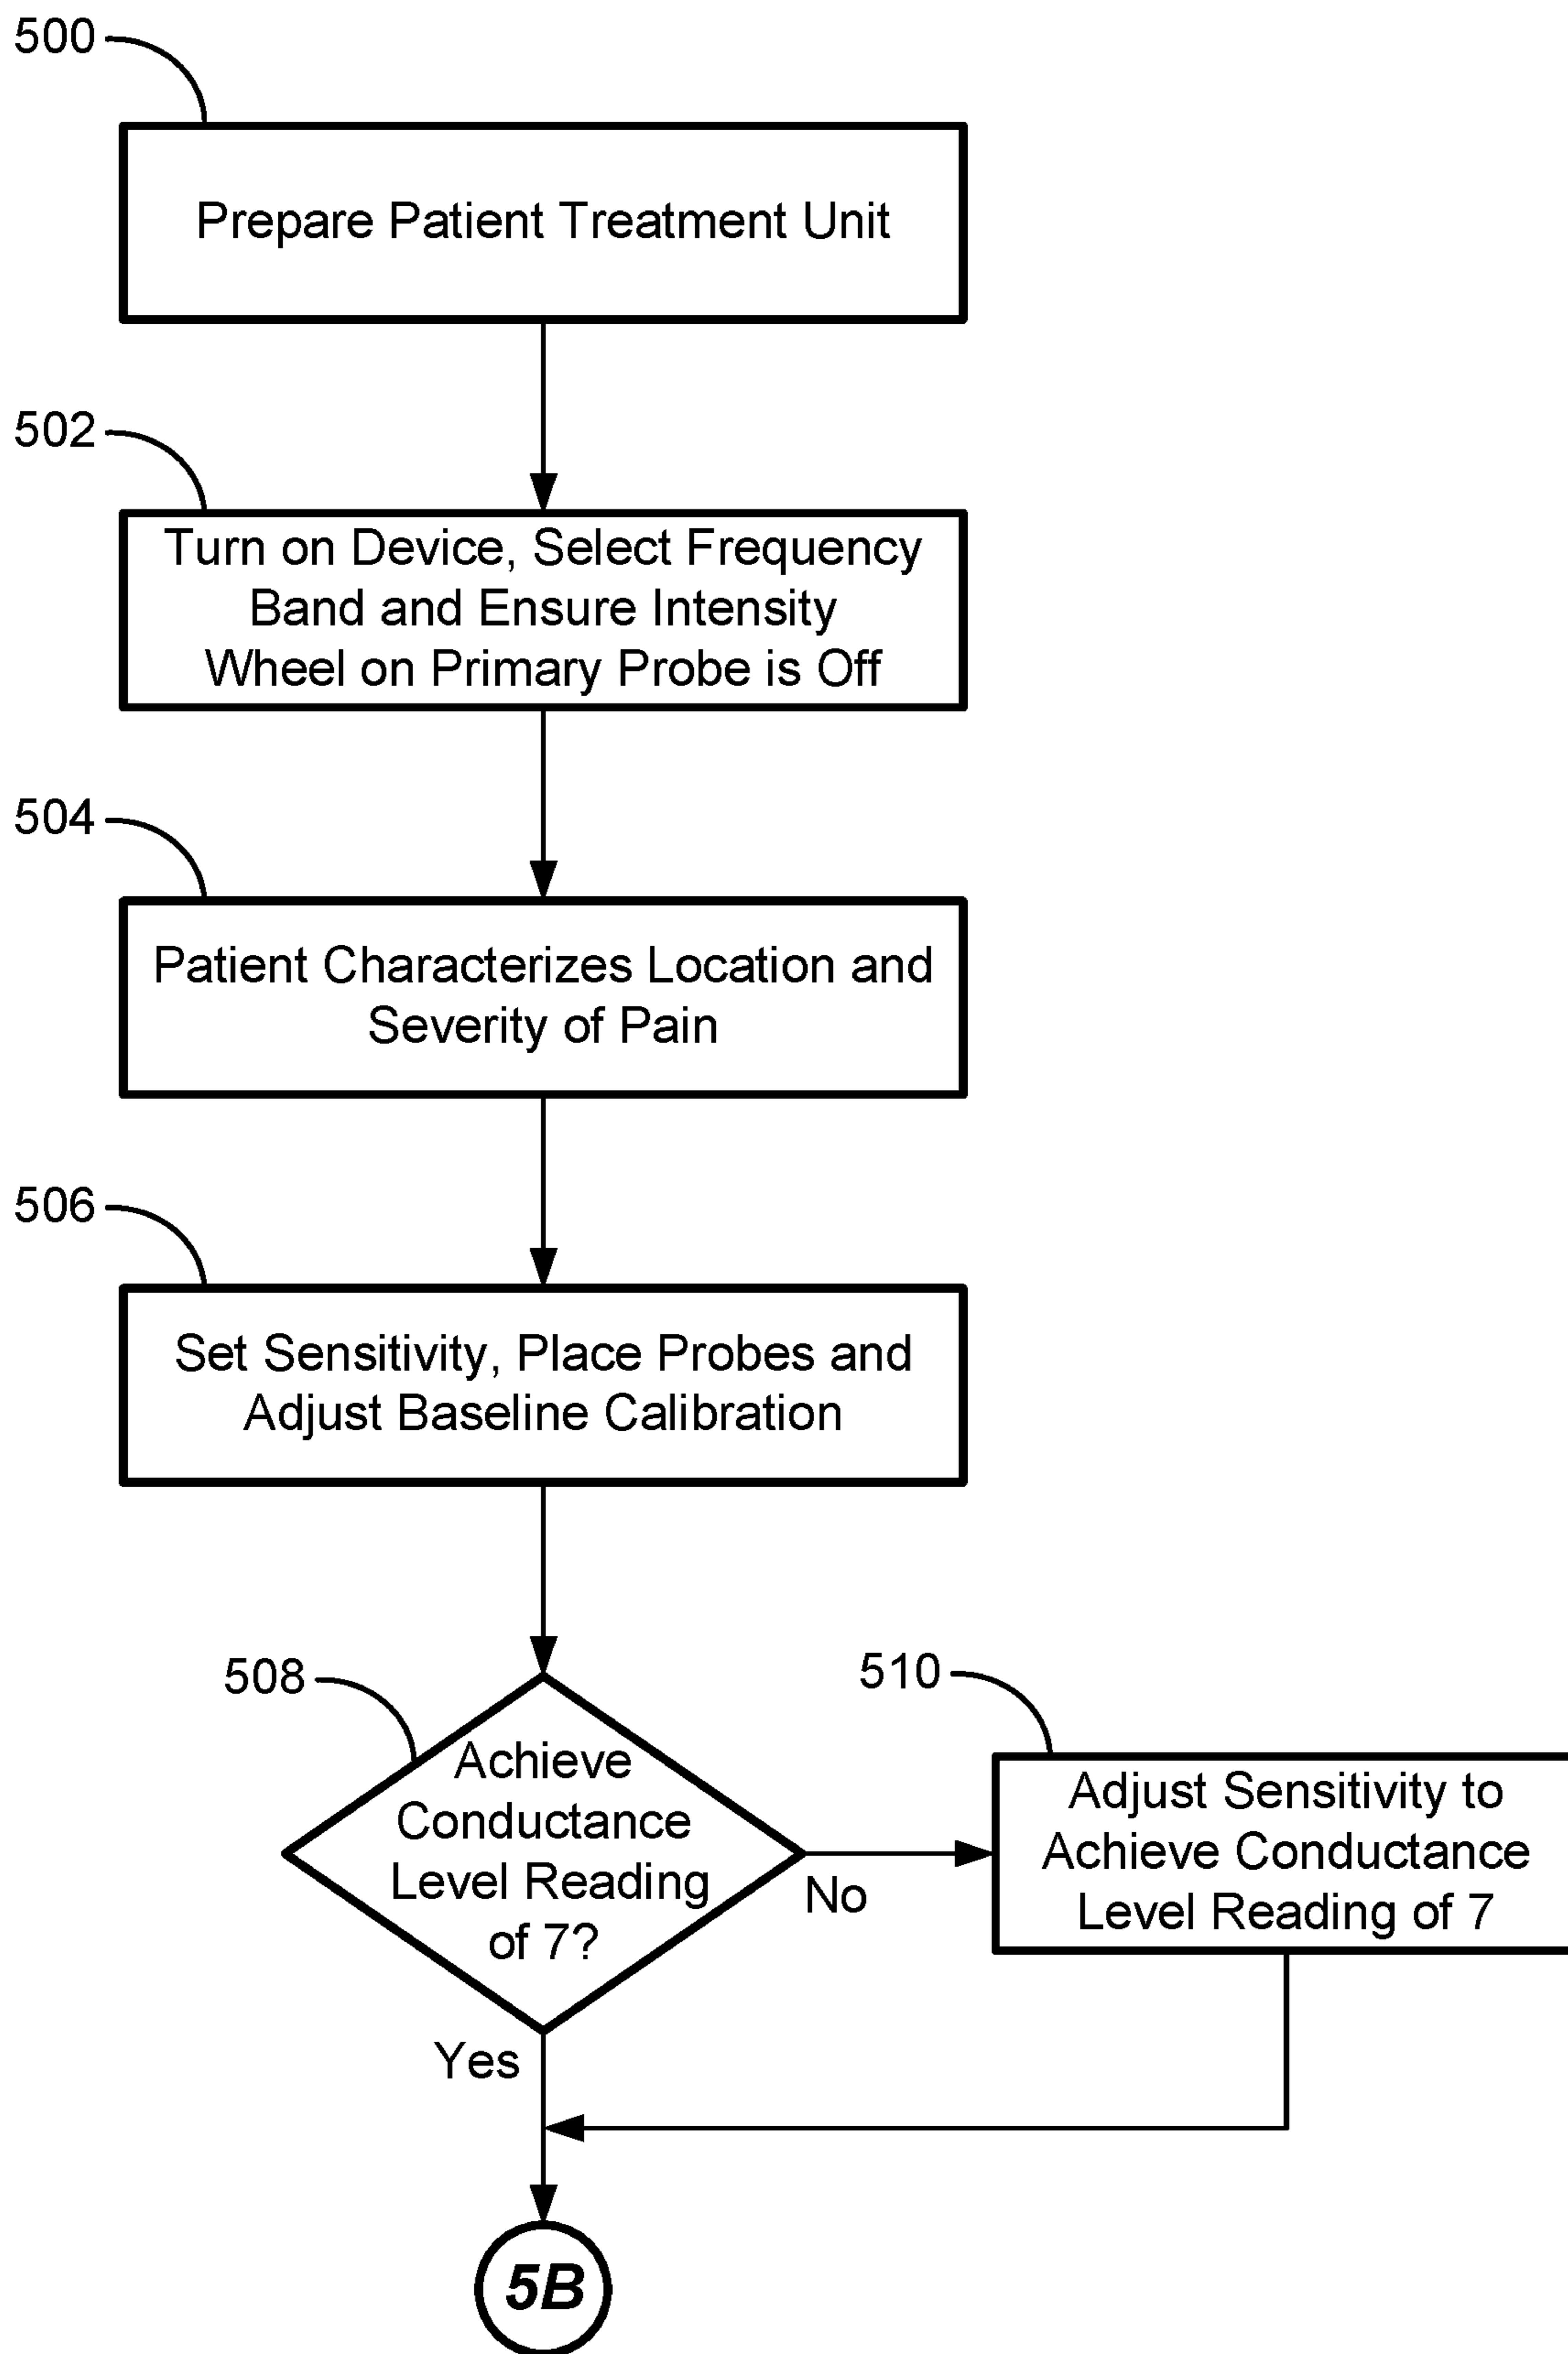 500
Prepare Patient Treatment Unit
502
Turn on Device, Select Frequency
Band and Ensure Intensity
Wheel on Primary Probe is Off
504
Patient Characterizes Location and
Severity of Pain
506
Set Sensitivity, Place Probes and
Adjust Baseline Calibration
508
Achieve
Conductance
Level Reading
of 7?
No
510
Adjust Sensitivity to
Achieve Conductance
Level Reading of 7
Yes
5B